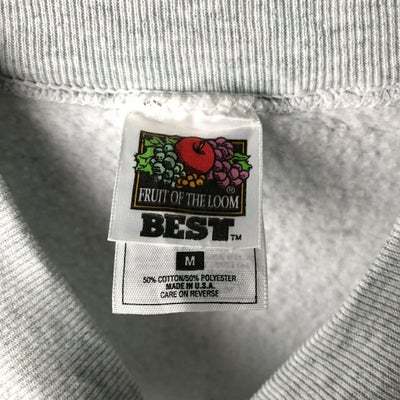 FRUIT OF THE LOOM ®
BEST™
M
50% COTTON/50% POLYESTER
MADE IN U.S.A.
CARE ON REVERSE